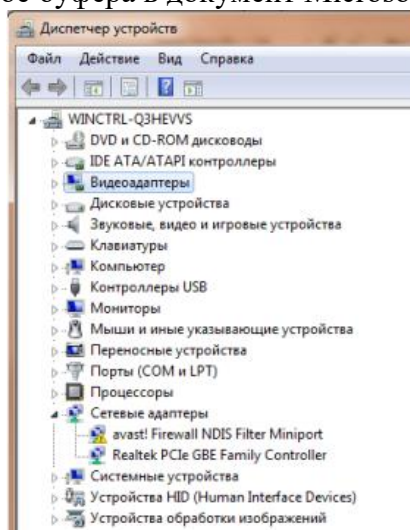 буфера в документ Microso
Диспетчер устройств
Файл Действие Вид Справка
WINCTRL-Q3HEVVS
DVD и CD-ROM дисководы
IDE ATA/ATAPI контроллеры
Видеоадаптеры
Дисковые устройства
Звуковые, видео и игровые устройства
Клавиатуры
Компьютер
Контроллеры USB
Мониторы
Мыши и иные указывающие устройства
Переносные устройства
Порты (COM и LPT)
Процессоры
Сетевые адаптеры
avast! Firewall NDIS Filter Miniport
Realtek PCIe GBE Family Controller
Системные устройства
Устройства HID (Human Interface Devices)
Устройства обработки изображений